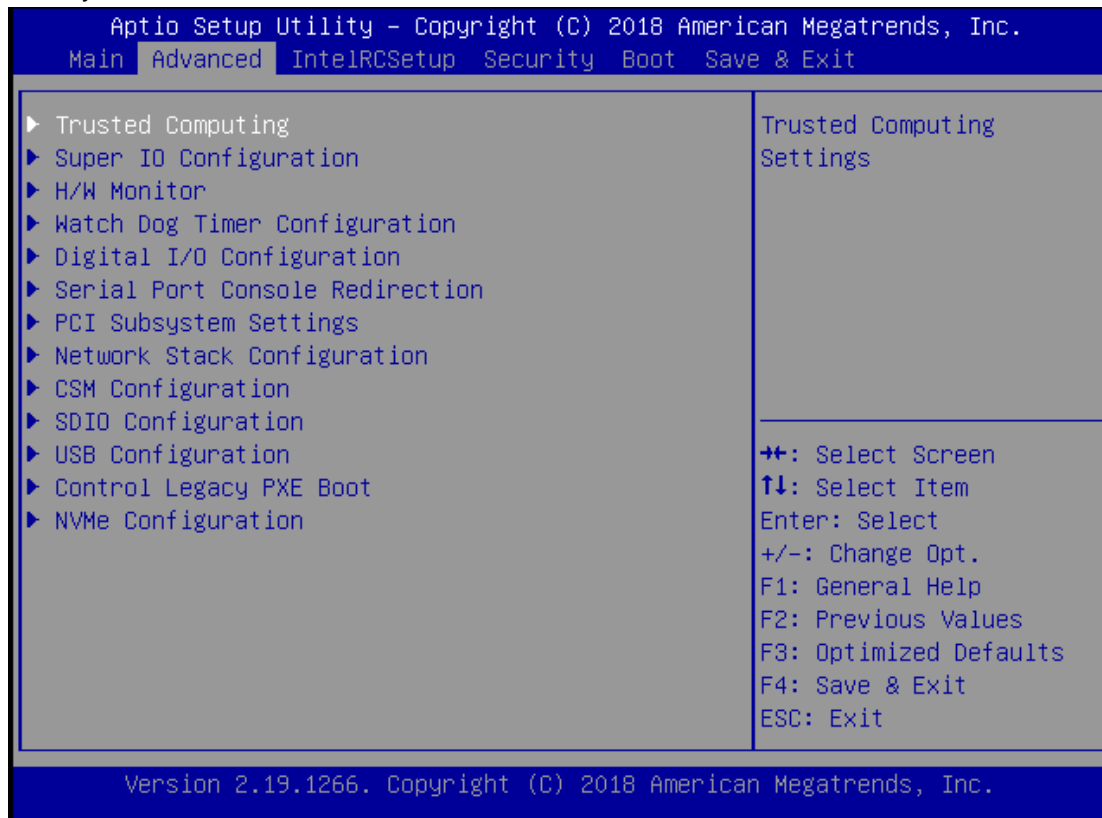 Aptio Setup Utility – Copyright (C) 2018 American Megatrends, Inc.
Main Advanced IntelRCSetup Security Boot Save & Exit
Trusted Computing
Super IO Configuration
H/W Monitor
Watch Dog Timer Configuration
Digital I/O Configuration
Serial Port Console Redirection
PCI Subsystem Settings
Network Stack Configuration
CSM Configuration
SDIO Configuration
USB Configuration
Control Legacy PXE Boot
NVMe Configuration
Trusted Computing
Settings
→←: Select Screen
↑↓: Select Item
Enter: Select
+/-: Change Opt.
F1: General Help
F2: Previous Values
F3: Optimized Defaults
F4: Save & Exit
ESC: Exit
Version 2.19.1266. Copyright (C) 2018 American Megatrends, Inc.